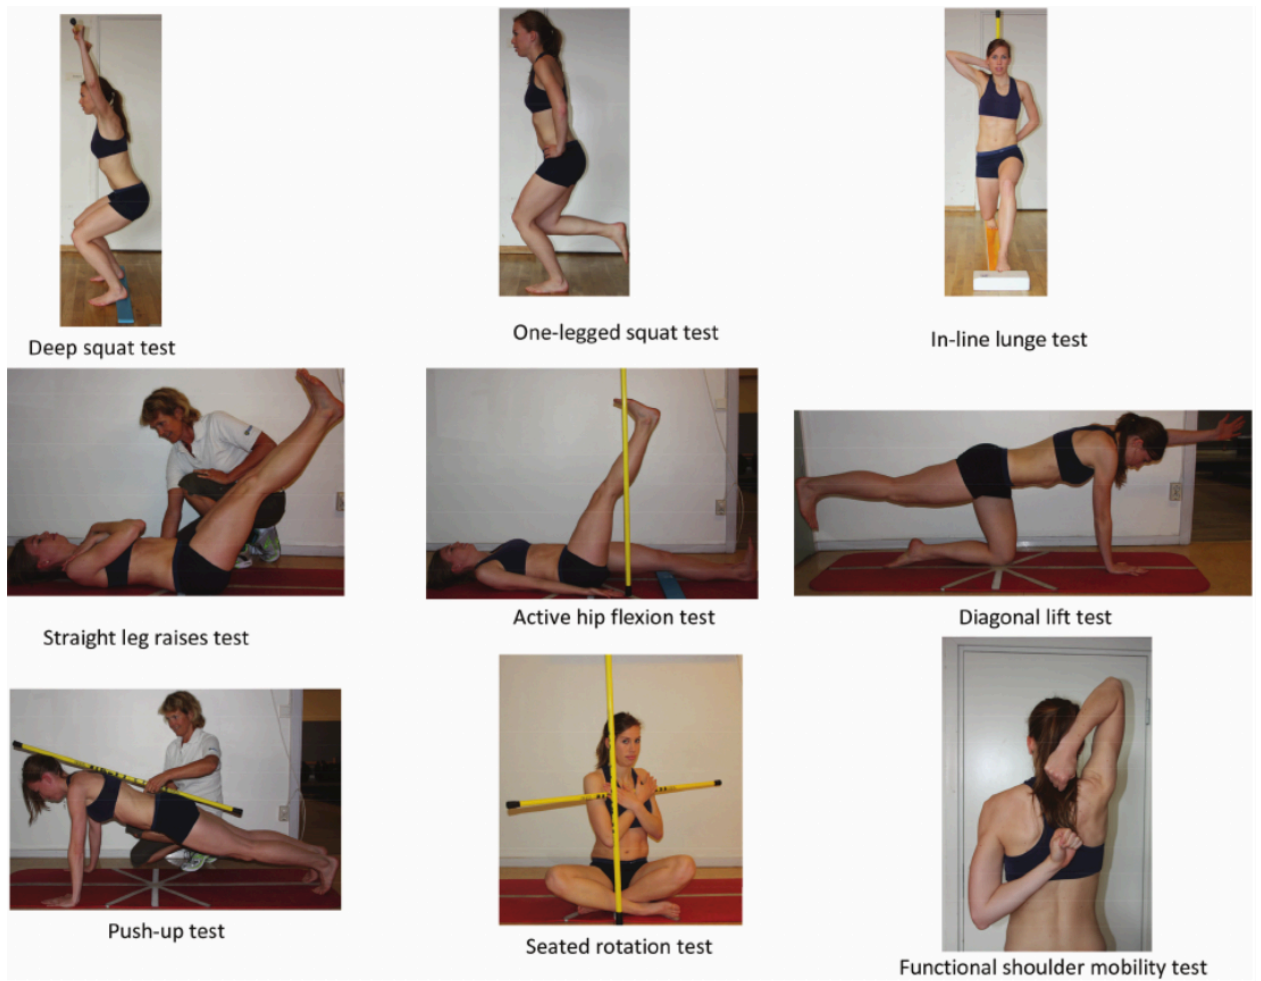 Deep squat test
One-legged squat test
In-line lunge test
Straight leg raises test
Active hip flexion test
Diagonal lift test
Push-up test
Seated rotation test
Functional shoulder mobility test